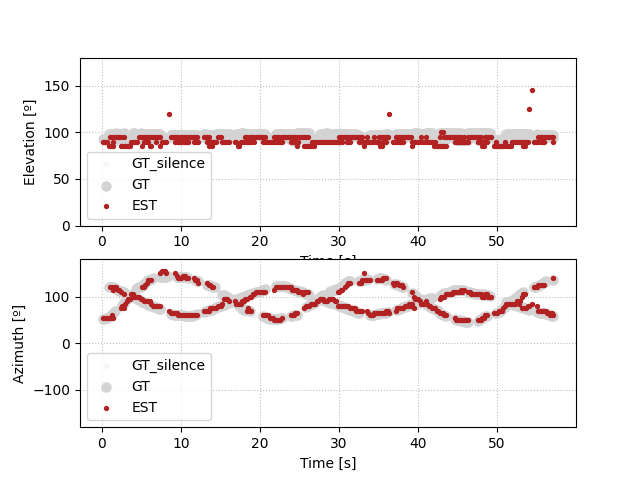 Elevation [º]
150
100
50
0
GT_silence
GT
EST
0 10 20 30 40 50
Time [s]
Azimuth [º]
100
0
−100
GT_silence
GT
EST
0 10 20 30 40 50
Time [s]